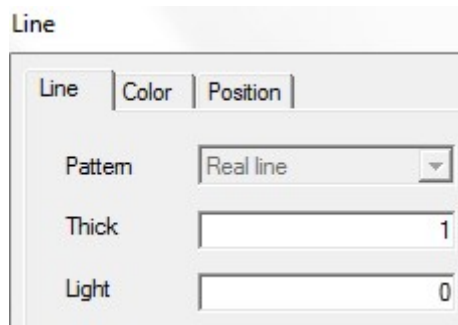 Line
Line Color Position
Pattern Real line
Thick 1
Light 0